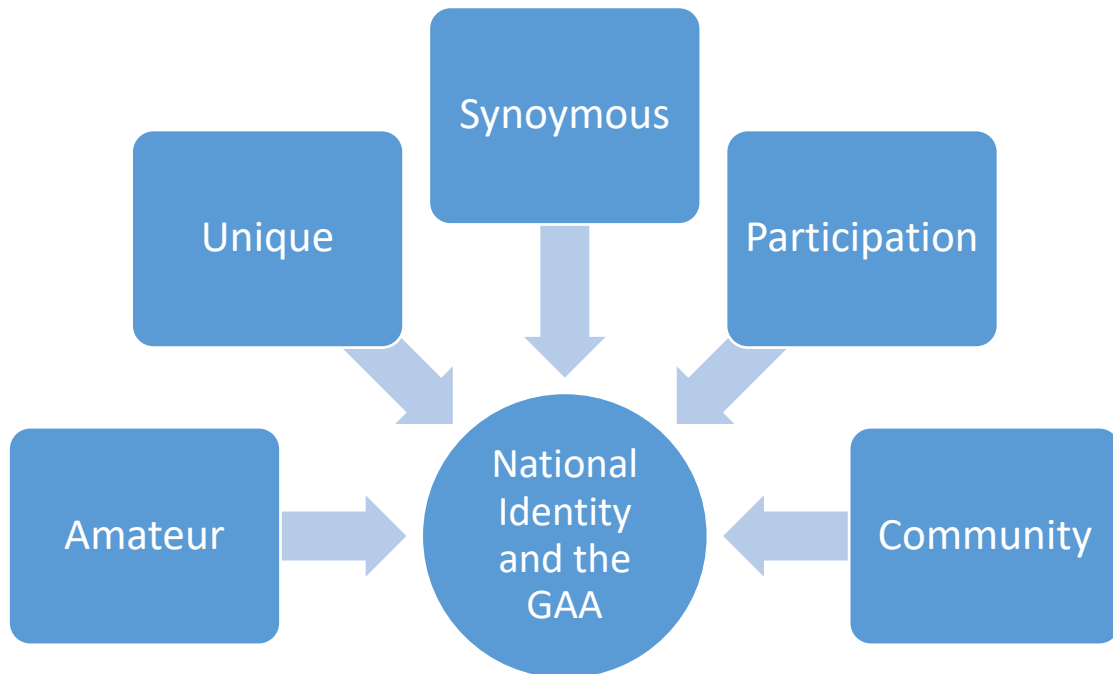 Synoymous
Unique
Participation
Amateur
National
Identity
and the
GAA
Community